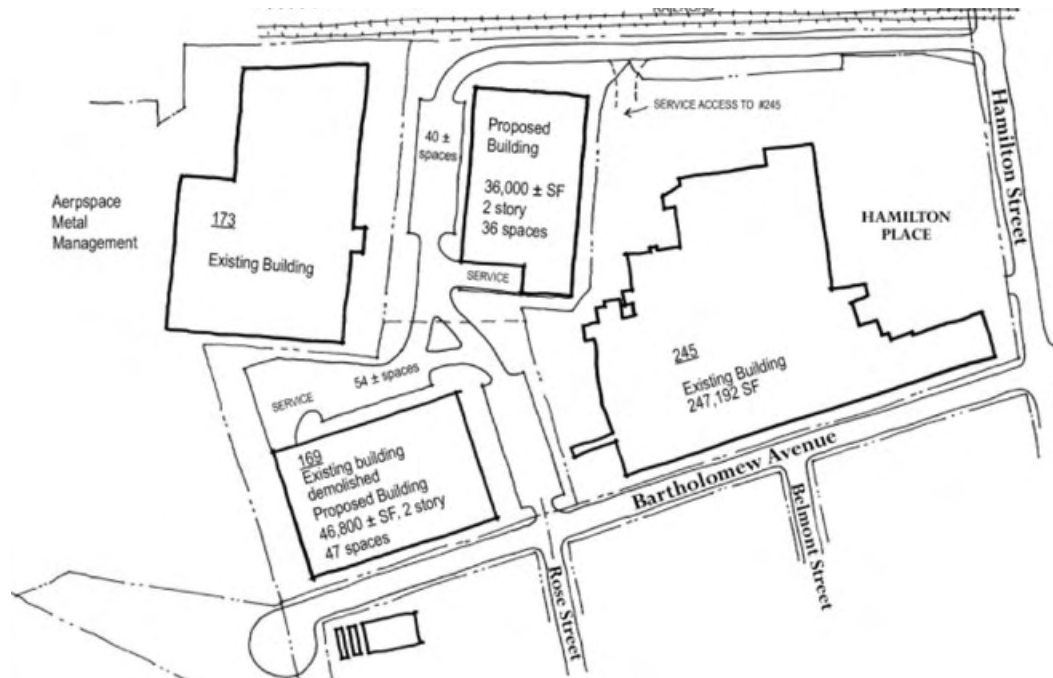 SERVICE ACCESS TO #245
Proposed
Building
36,000 ± SF
2 story
36 spaces
40 ±
spaces
Hamilton Street
Aerpspace
Metal
Management
173
Existing Building
HAMILTON
PLACE
SERVICE
245
Existing Building
247,192 SF
54 ± spaces
SERVICE
169
Existing building
demolished
Proposed Building
46,800 ± SF, 2 story
47 spaces
Bartholomew Avenue
Belmont Street
Rose Street